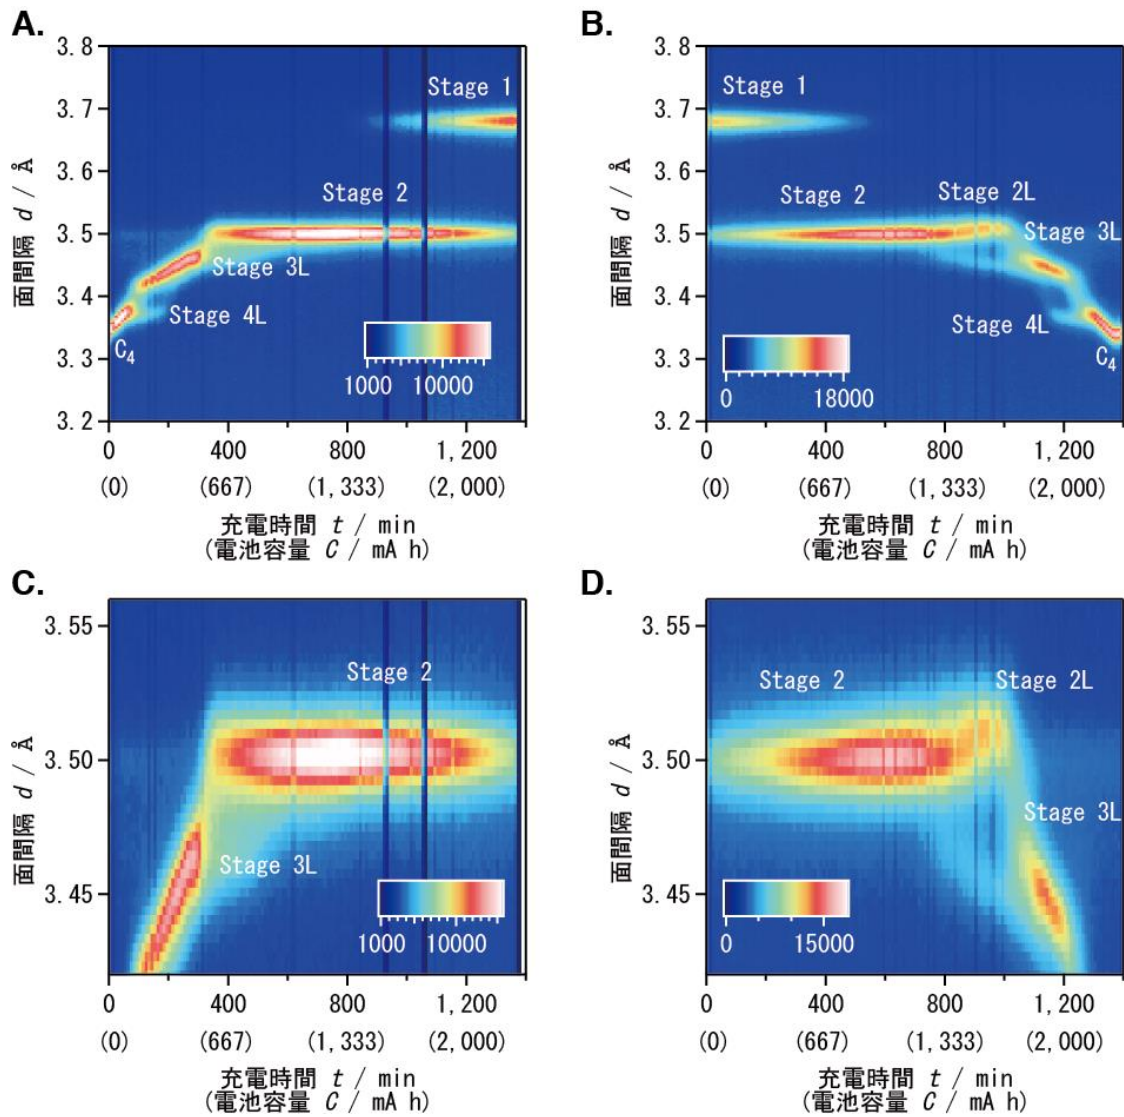 A.
3.8
3.7
3.6
3.5
3.4
3.3
3.2
面間隔 d / Å
Stage 1
Stage 2
Stage 3L
Stage 4L
C4
1000 10000
0 400 800 1,200
(0) (667) (1,333) (2,000)
充電時間 t / min
(電池容量 C / mA h)
B.
3.8
3.7
3.6
3.5
3.4
3.3
3.2
面間隔 d / Å
Stage 1
Stage 2
Stage 2L
Stage 3L
Stage 4L
C4
0 18000
0 400 800 1,200
(0) (667) (1,333) (2,000)
充電時間 t / min
(電池容量 C / mA h)
C.
3.55
3.50
3.45
面間隔 d / Å
Stage 2
Stage 3L
1000 10000
0 400 800 1,200
(0) (667) (1,333) (2,000)
充電時間 t / min
(電池容量 C / mA h)
D.
3.55
3.50
3.45
面間隔 d / Å
Stage 2
Stage 2L
Stage 3L
0 15000
0 400 800 1,200
(0) (667) (1,333) (2,000)
充電時間 t / min
(電池容量 C / mA h)